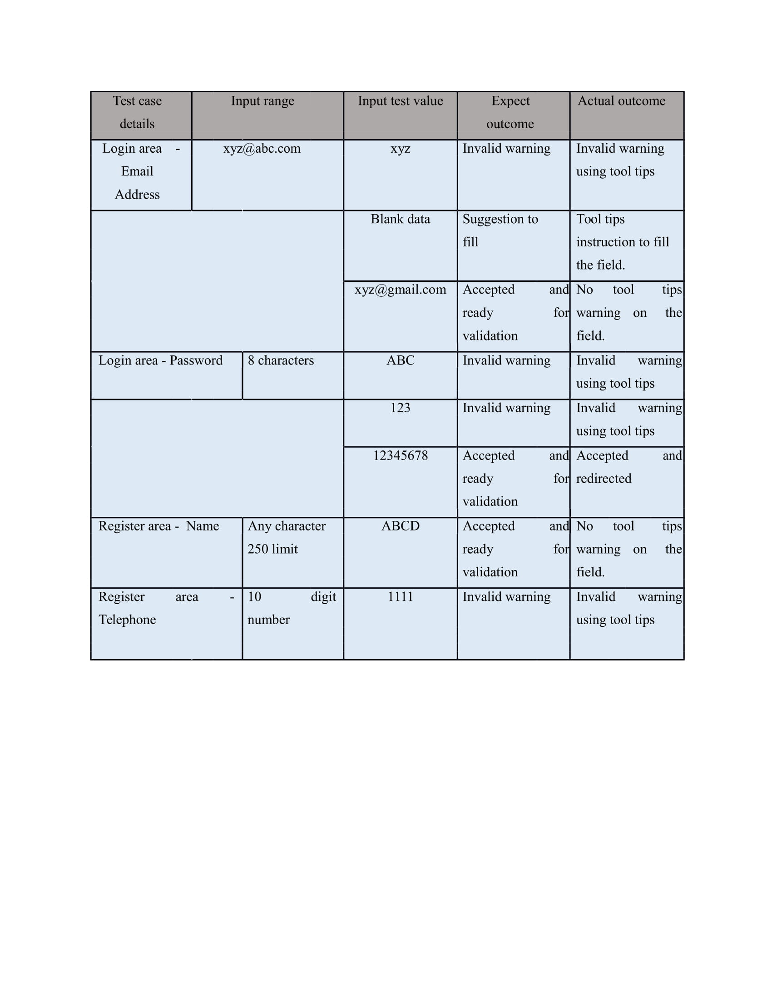 Test case
details
Input range
Input test value
Expect
outcome
Actual outcome
Login area -
Email
Address
xyz@abc.com
xyz
Invalid warning
Invalid warning
using tool tips
Blank data
Suggestion to
fill
Tool tips
instruction to fill
the field.
xyz@gmail.com
Accepted and
ready for
validation
No tool tips
warning on the
field.
Login area - Password
8 characters
ABC
Invalid warning
Invalid warning
using tool tips
123
Invalid warning
Invalid warning
using tool tips
12345678
Accepted and
ready for
validation
Accepted and
redirected
Register area - Name
Any character
250 limit
ABCD
Accepted and
ready for
validation
No tool tips
warning on the
field.
Register area -
Telephone
10 digit
number
1111
Invalid warning
Invalid warning
using tool tips